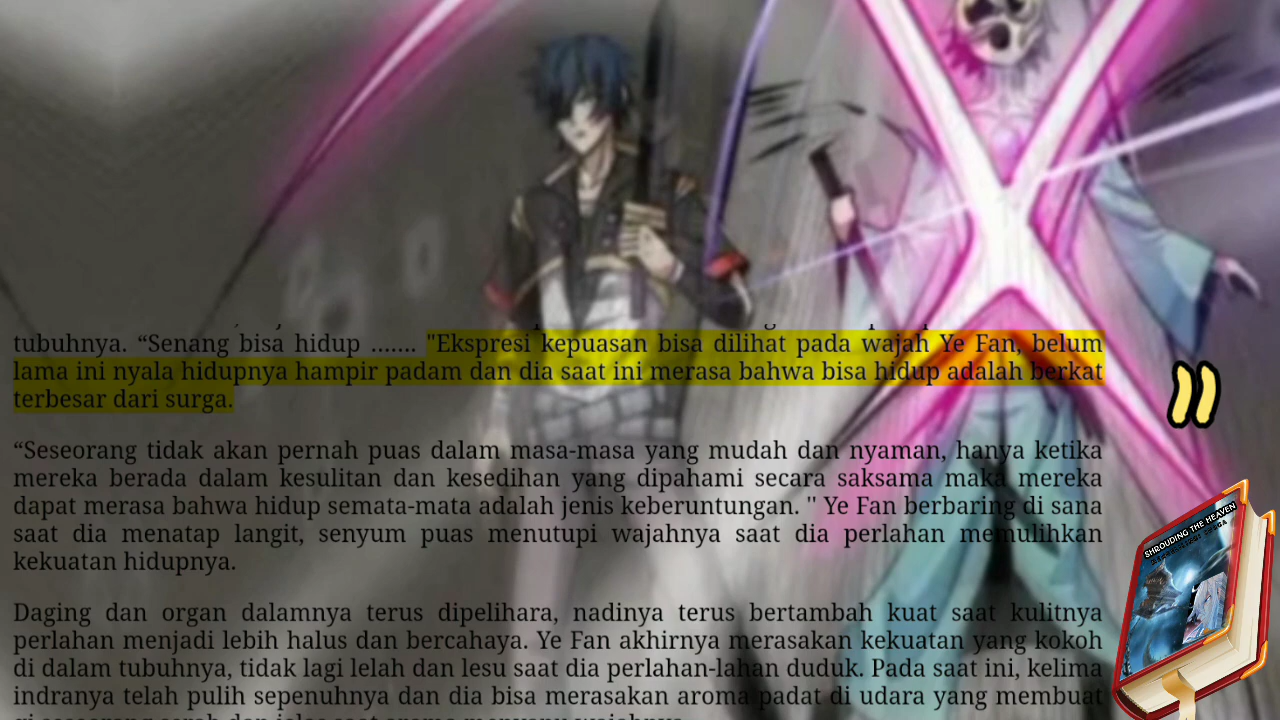 tubuhnya. “Senang bisa hidup ....... "Ekspresi kepuasan bisa dilihat pada wajah Ye Fan, belum
lama ini nyala hidupnya hampir padam dan dia saat ini merasa bahwa bisa hidup adalah berkat
terbesar dari surga.
“Seseorang tidak akan pernah puas dalam masa-masa yang mudah dan nyaman, hanya ketika
mereka berada dalam kesulitan dan kesedihan yang dipahami secara saksama maka mereka
dapat merasa bahwa hidup semata-mata adalah jenis keberuntungan. '' Ye Fan berbaring di sana
saat dia menatap langit, senyum puas menutupi wajahnya saat dia perlahan memulihkan
kekuatan hidupnya.
Daging dan organ dalamnya terus dipelihara, nadinya terus bertambah kuat saat kulitnya
perlahan menjadi lebih halus dan bercahaya. Ye Fan akhirnya merasakan kekuatan yang kokoh
di dalam tubuhnya, tidak lagi lelah dan lesu saat dia perlahan-lahan duduk. Pada saat ini, kelima
indranya telah pulih sepenuhnya dan dia bisa merasakan aroma padat di udara yang membuat
SHROUDING THE HEAVEN